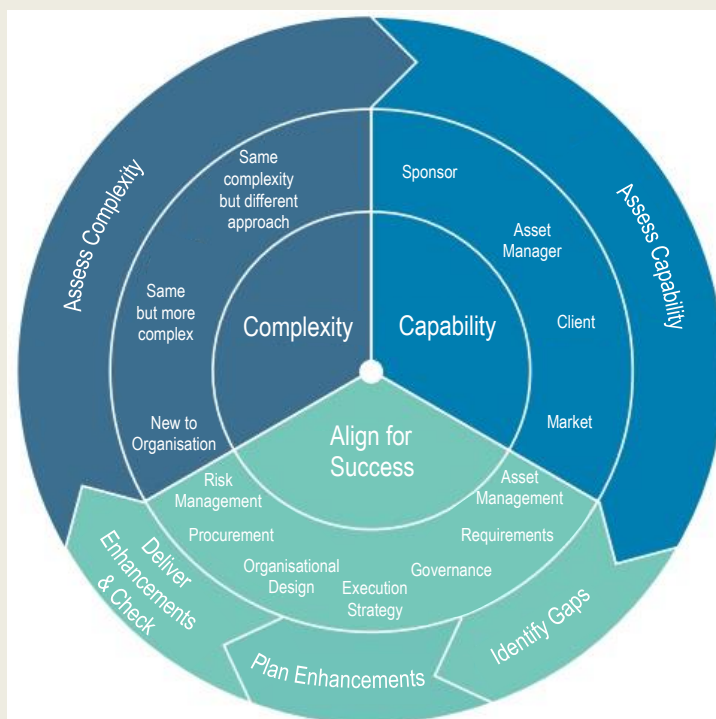 Assess Complexity
Assess Capability
Same
complexity
but different
approach
Same
but more
complex
New to
Organisation
Complexity
Sponsor
Asset
Manager
Client
Market
Capability
Align for
Success
Risk
Management
Procurement
Organisational
Design
Execution
Strategy
Governance
Requirements
Asset
Management
Identify Gaps
Plan Enhancements
Deliver
Enhancements
& Check